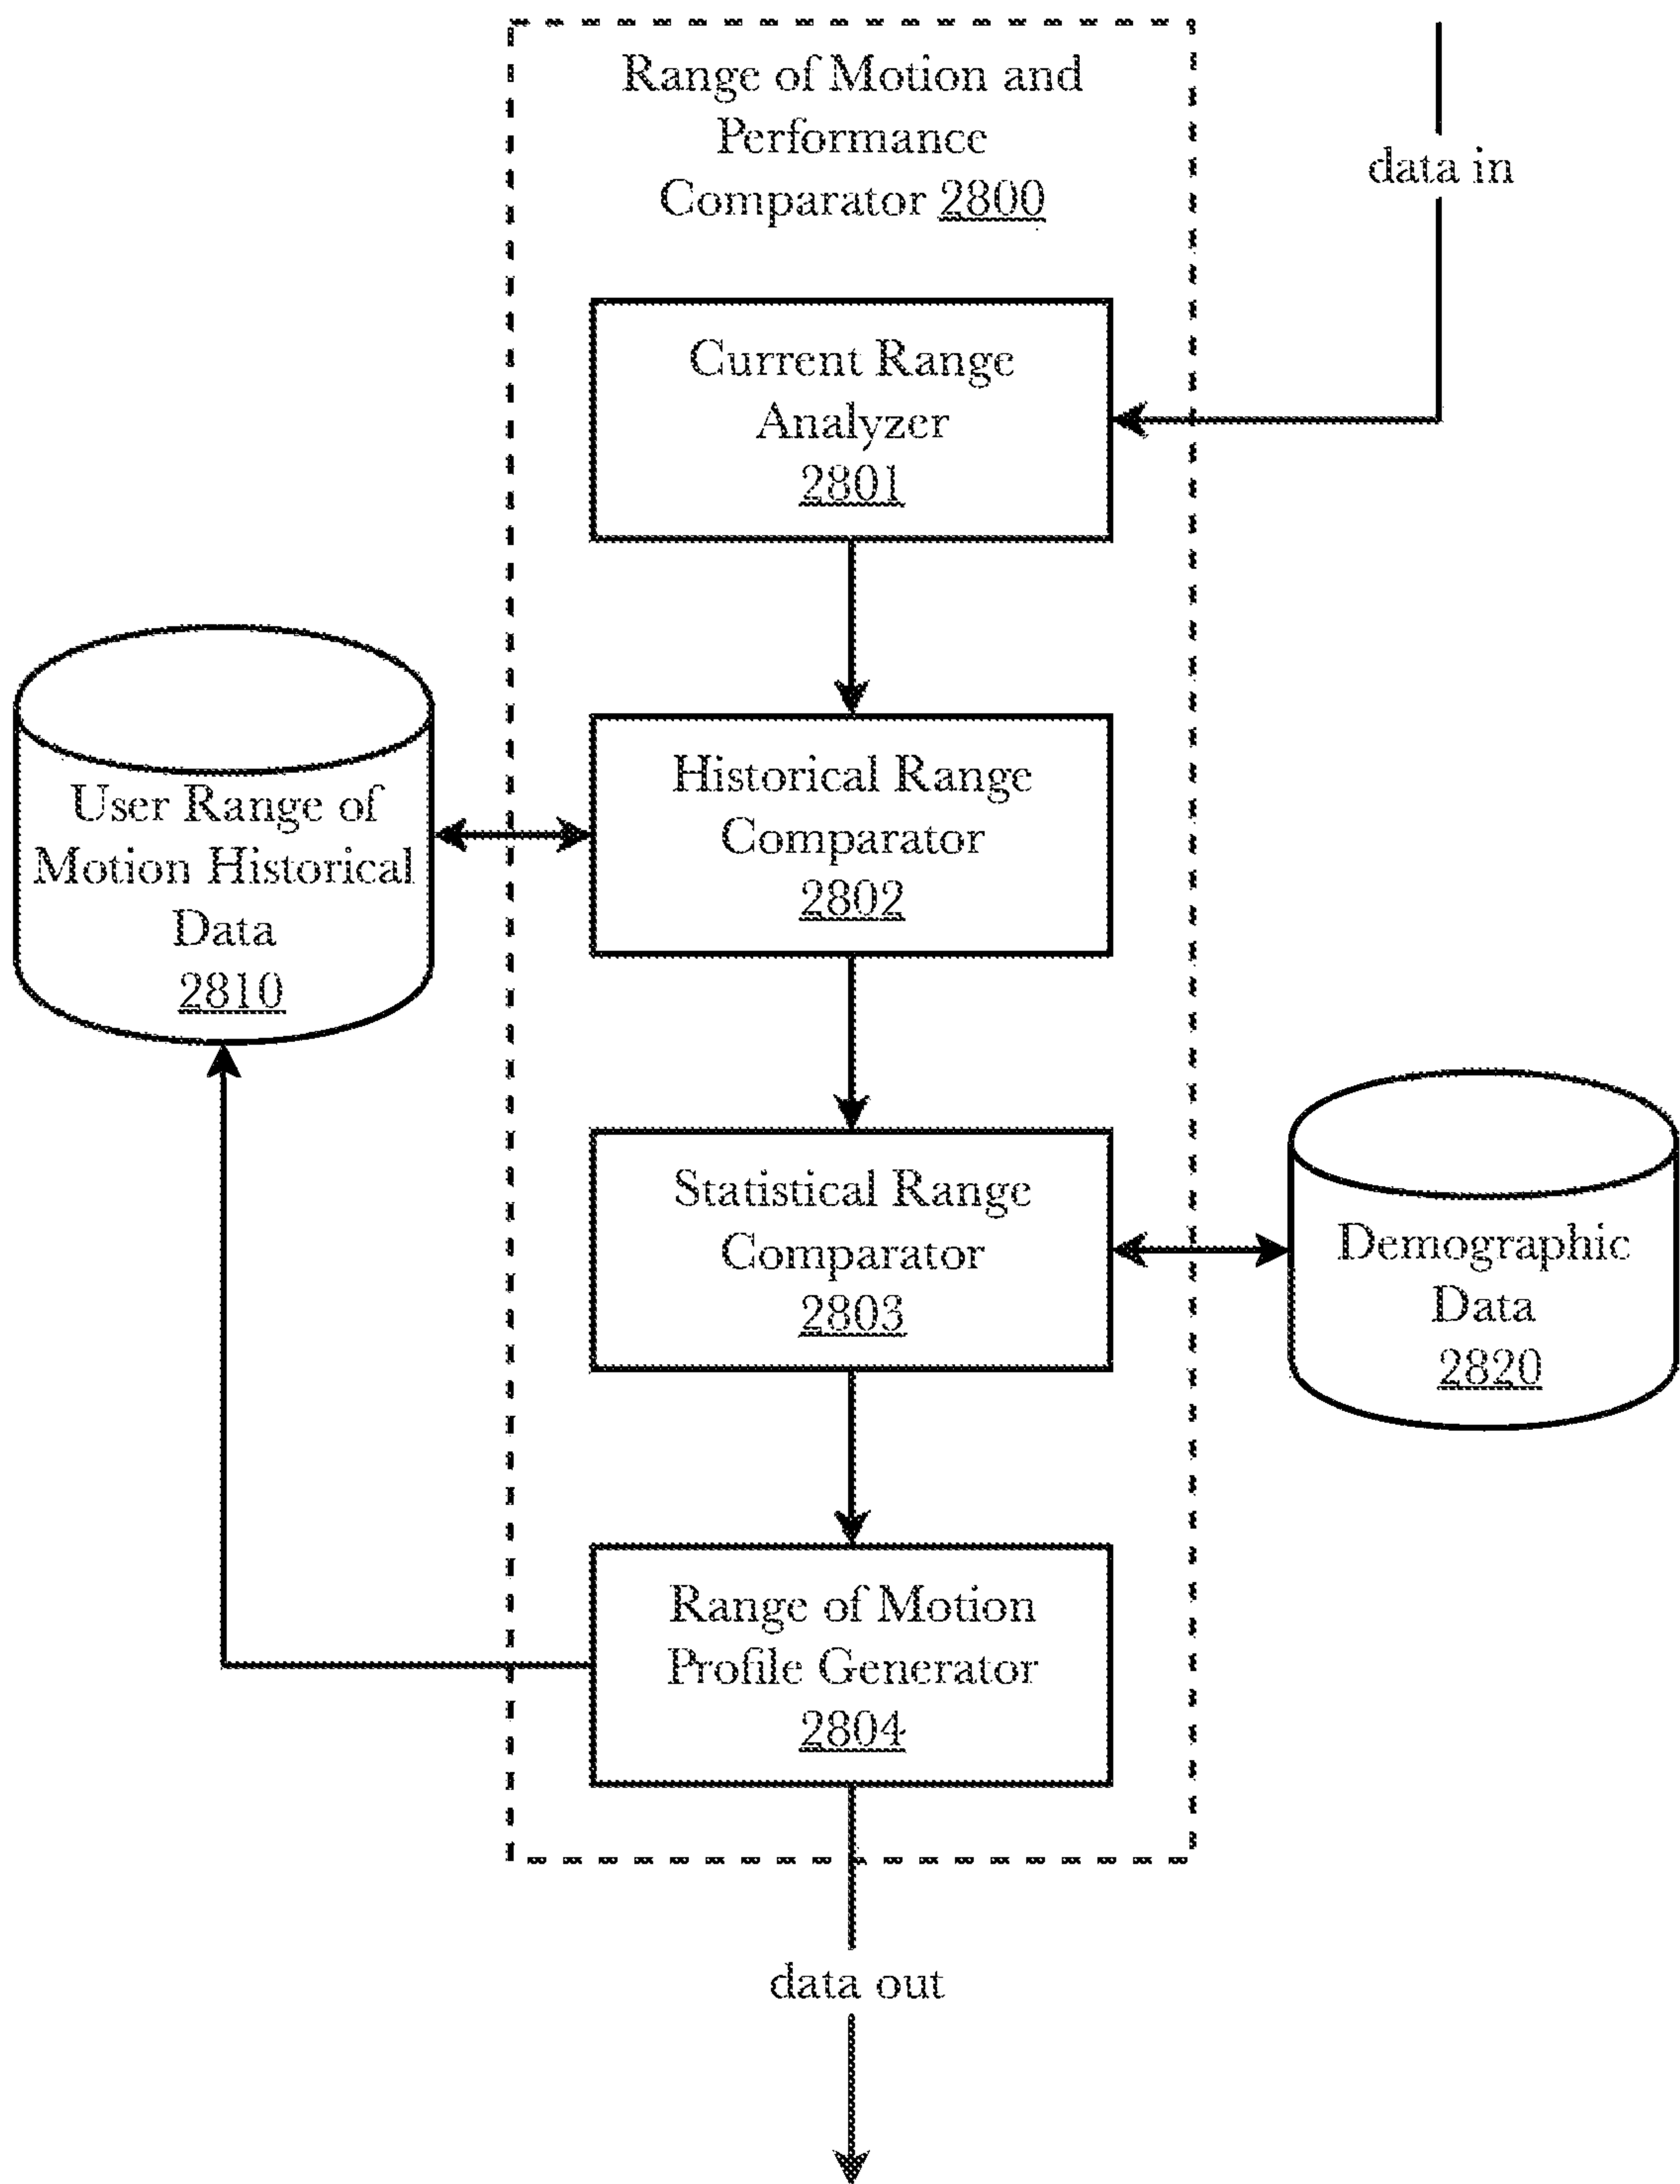 Range of Motion and
Performance
Comparator 2800
data in
Current Range
Analyzer
2801
Historical Range
Comparator
2802
User Range of
Motion Historical
Data
2810
Statistical Range
Comparator
2803
Demographic
Data
2820
Range of Motion
Profile Generator
2804
data out